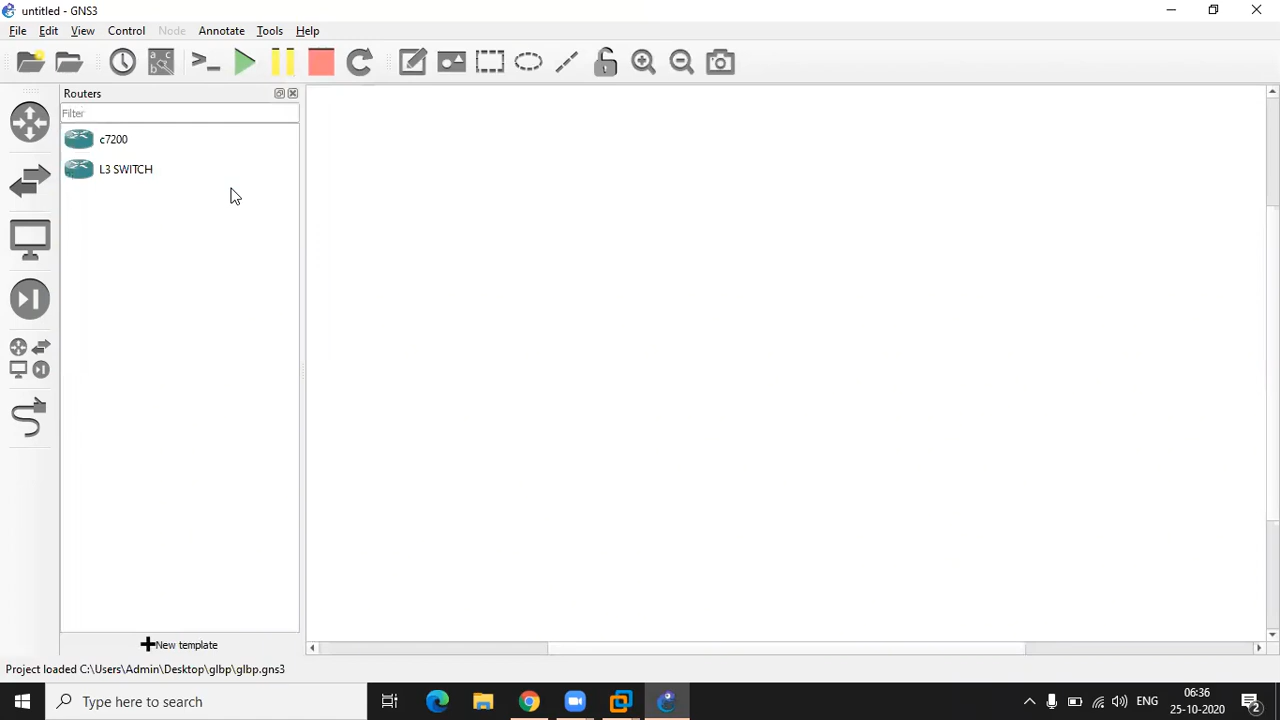 untitled - GNS3
File Edit View Control Node Annotate Tools Help
Routers
Filter
c7200
L3 SWITCH
New template
Project loaded C:\Users\Admin\Desktop\glbp\glbp.gns3
Type here to search
ENG
06:36
25-10-2020
2